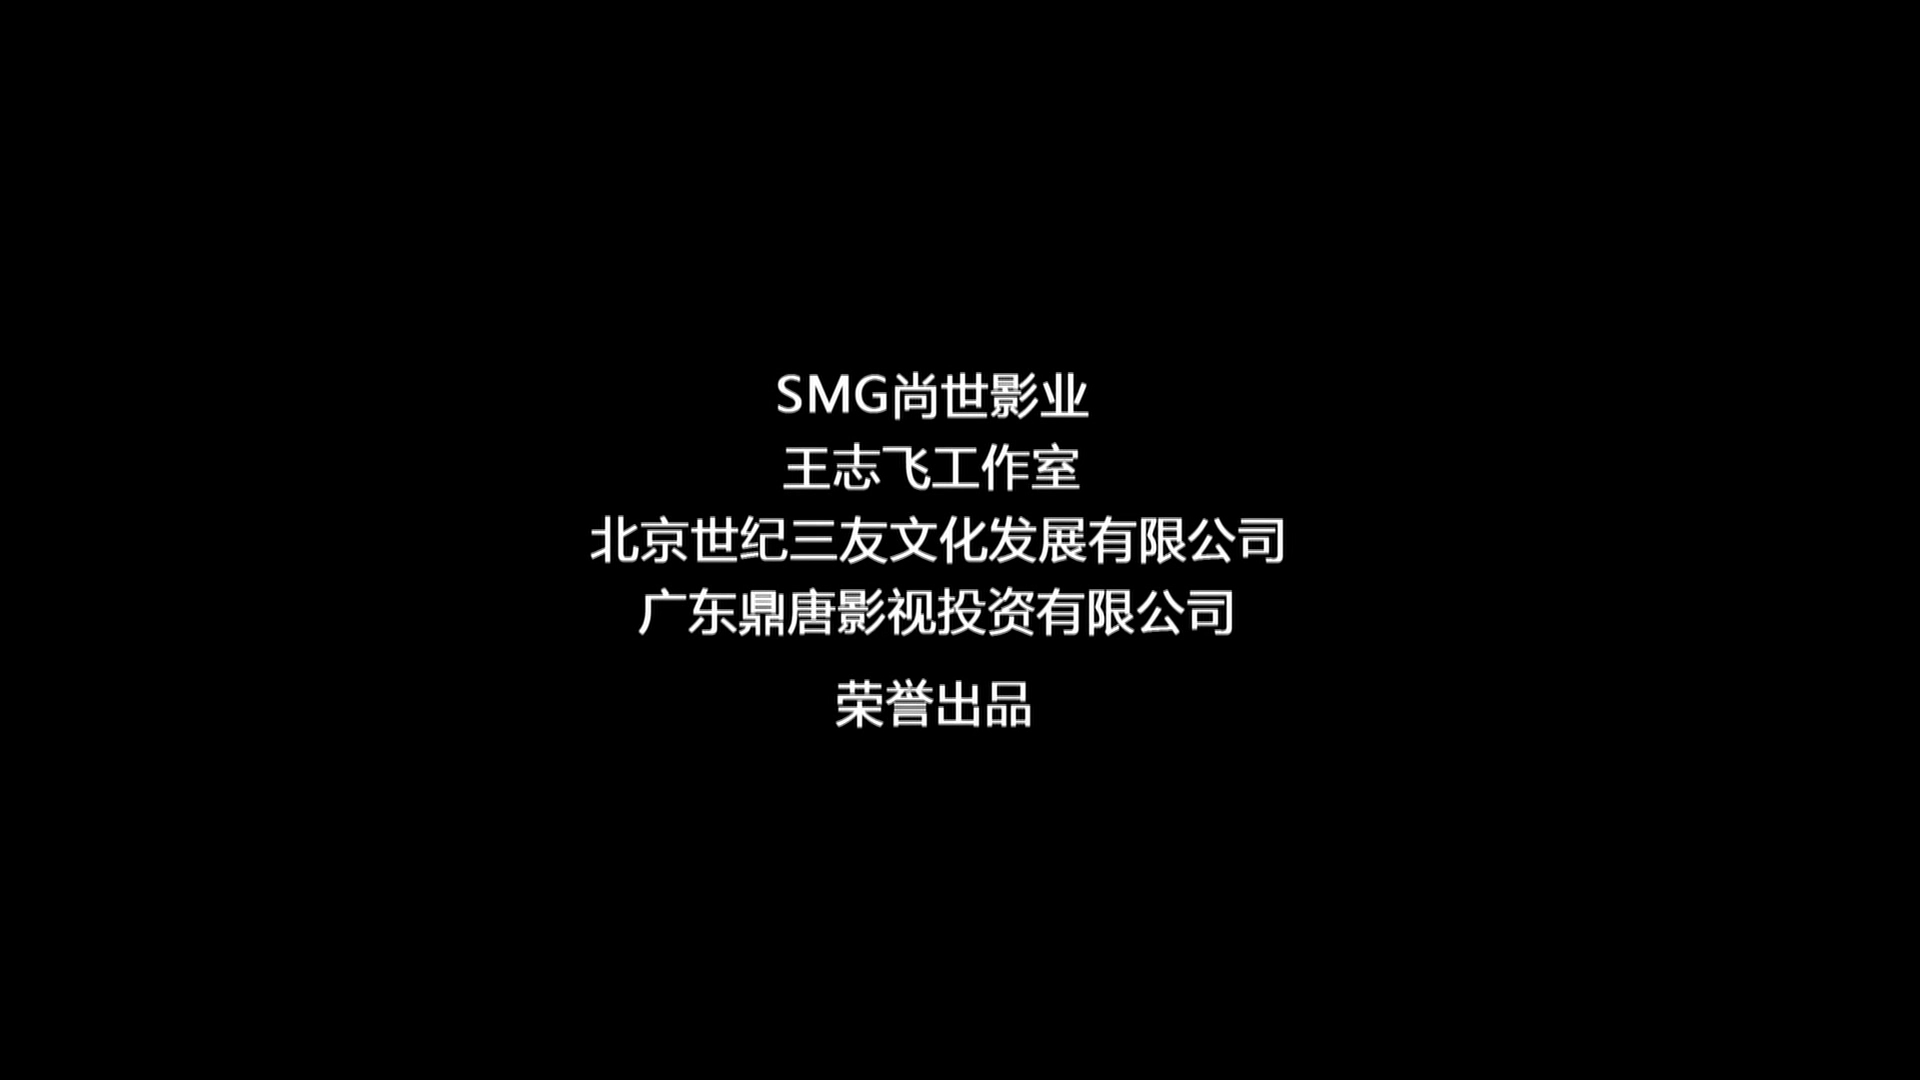 SMG尚世影业
王志飞工作室
北京世纪三友文化发展有限公司
广东鼎唐影视投资有限公司
荣誉出品